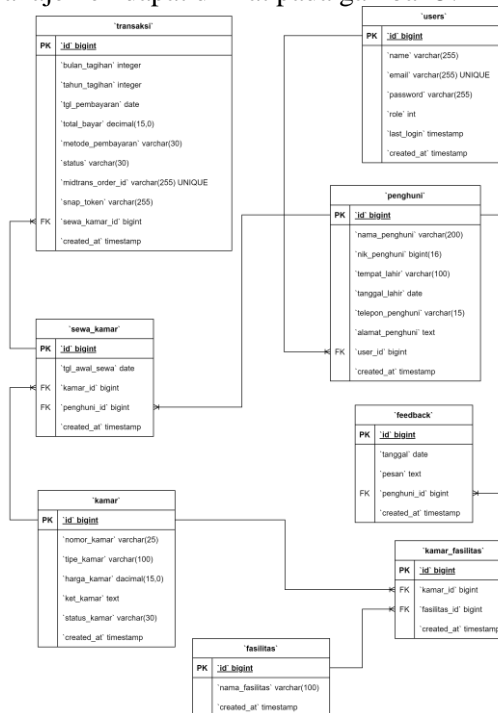 `transaksi`
PK `id` bigint
`bulan_tagihan` integer
`tahun_tagihan` integer
`tgl_pembayaran` date
`total_bayar` decimal(15,0)
`metode_pembayaran` varchar(30)
`status` varchar(30)
`midtrans_order_id` varchar(255) UNIQUE
`snap_token` varchar(255)
FK `sewa_kamar_id` bigint
`created_at` timestamp
`users`
PK `id` bigint
`name` varchar(255)
`email` varchar(255) UNIQUE
`password` varchar(255)
`role` int
`last_login` timestamp
`created_at` timestamp
`penghuni`
PK `id` bigint
`nama_penghuni` varchar(200)
`nik_penghuni` bigint(16)
`tempat_lahir` varchar(100)
`tanggal_lahir` date
`telepon_penghuni` varchar(15)
`alamat_penghuni` text
FK `user_id` bigint
`created_at` timestamp
`sewa_kamar`
PK `id` bigint
`tgl_awal_sewa` date
FK `kamar_id` bigint
FK `penghuni_id` bigint
`created_at` timestamp
`feedback`
PK `id` bigint
`tanggal` date
`pesan` text
FK `penghuni_id` bigint
`created_at` timestamp
`kamar`
PK `id` bigint
`nomor_kamar` varchar(25)
`tipe_kamar` varchar(100)
`harga_kamar` dacimal(15,0)
`ket_kamar` text
`status_kamar` varchar(30)
`created_at` timestamp
`kamar_fasilitas`
PK `id` bigint
FK `kamar_id` bigint
FK `fasilitas_id` bigint
`created_at` timestamp
`fasilitas`
PK `id` bigint
`nama_fasilitas` varchar(100)
`created_at` timestamp